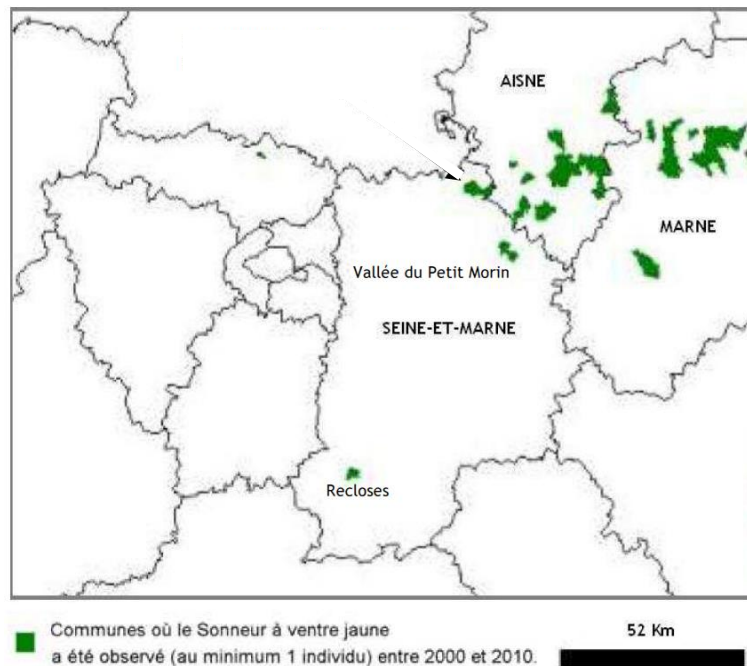 AISNE
MARNE
Vallée du Petit Morin
SEINE-ET-MARNE
Recloses
Communes où le Sonneur à ventre jaune
a été observé (au minimum 1 individu) entre 2000 et 2010.
52 Km